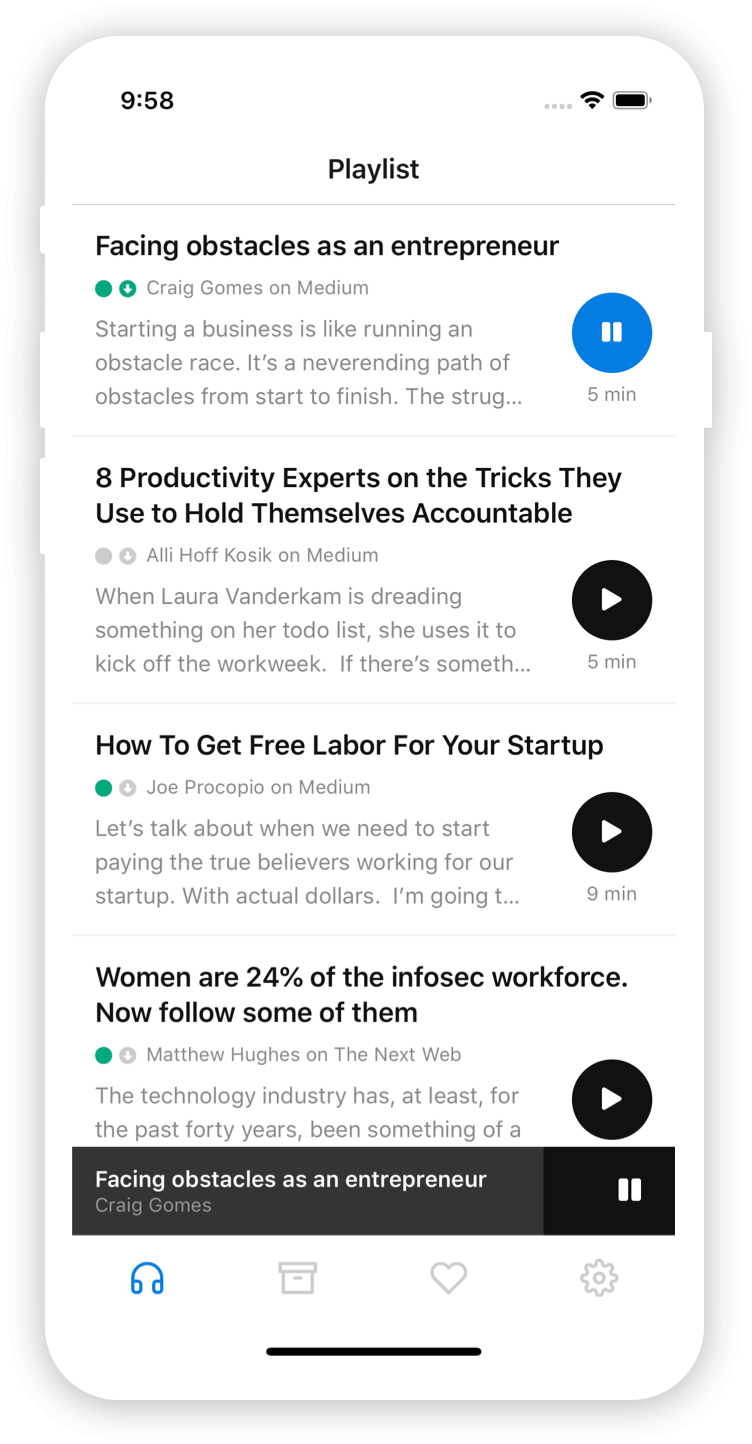 9:58
Playlist
Facing obstacles as an entrepreneur
Craig Gomes on Medium
Starting a business is like running an
obstacle race. It’s a neverending path of
obstacles from start to finish. The strug...
5 min
8 Productivity Experts on the Tricks They
Use to Hold Themselves Accountable
Alli Hoff Kosik on Medium
When Laura Vanderkam is dreading
something on her todo list, she uses it to
kick off the workweek.  If there’s someth...
5 min
How To Get Free Labor For Your Startup
Joe Procopio on Medium
Let’s talk about when we need to start
paying the true believers working for our
startup. With actual dollars.  I’m going t...
9 min
Women are 24% of the infosec workforce.
Now follow some of them
Matthew Hughes on The Next Web
The technology industry has, at least, for
the past forty years, been something of a
Facing obstacles as an entrepreneur
Craig Gomes